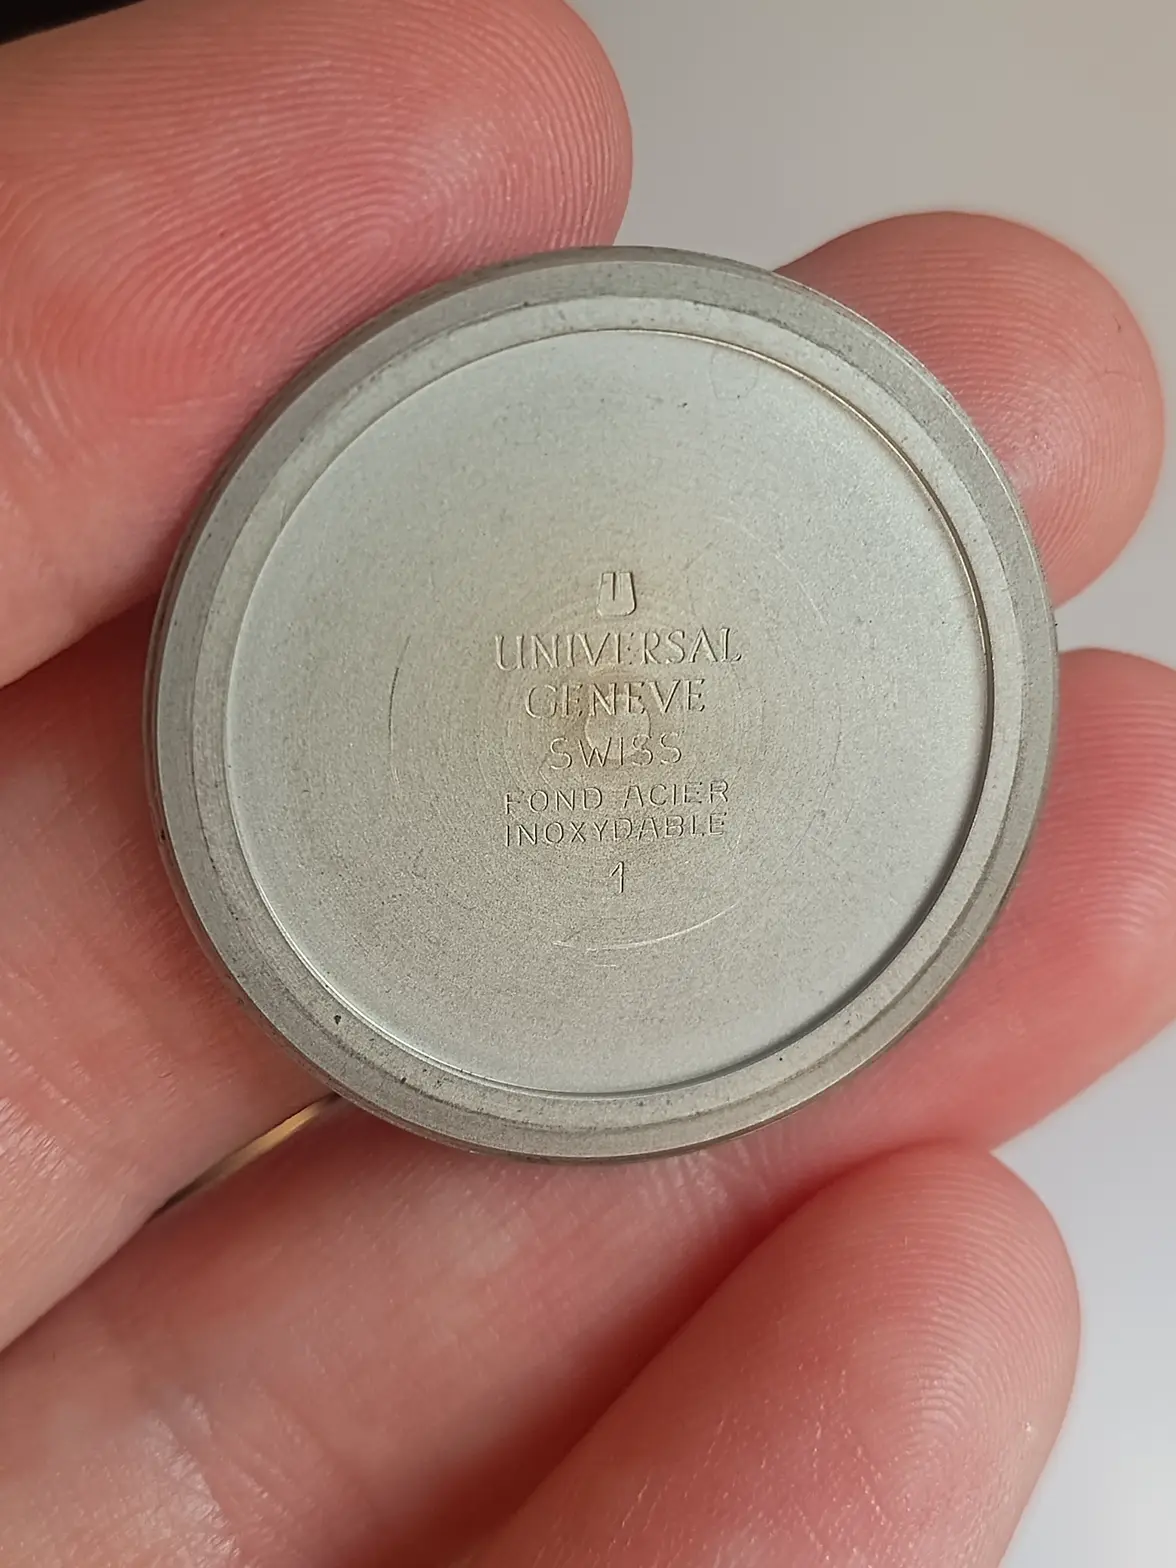 UNIVERSAL
GENEVE
SWISS
FOND ACIER
INOXYDABLE
1